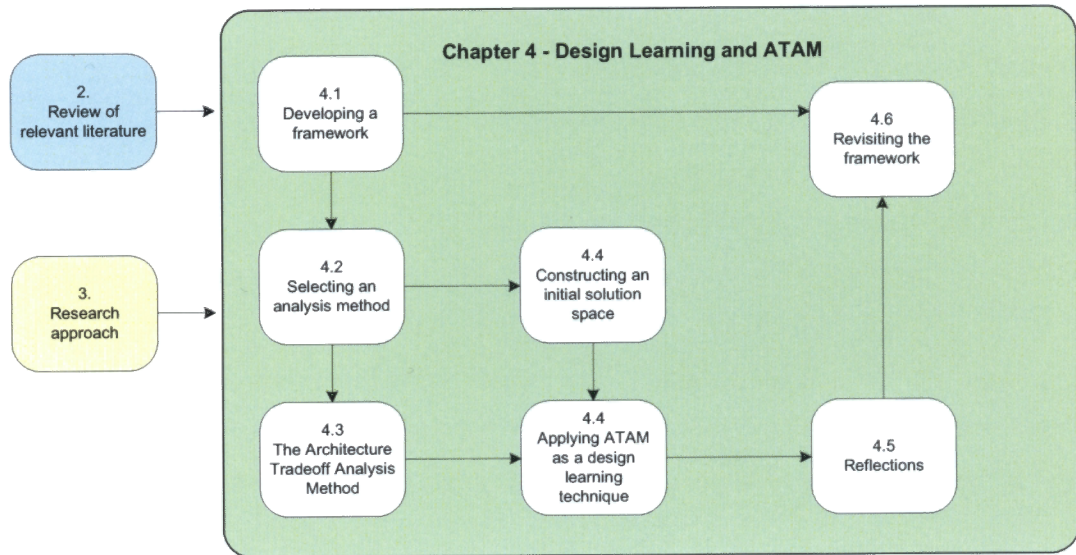 Chapter 4 - Design Learning and ATAM
2.
Review of
relevant literature
4.1
Developing a
framework
4.6
Revisiting the
framework
3.
Research
approach
4.2
Selecting an
analysis method
4.4
Constructing an
initial solution
space
4.3
The Architecture
Tradeoff Analysis
Method
4.4
Applying ATAM
as a design
learning
technique
4.5
Reflections